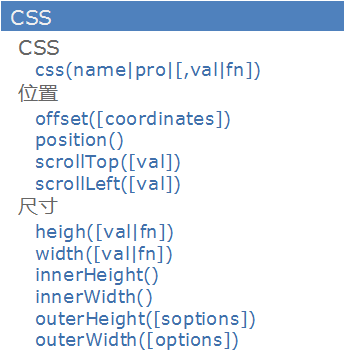 CSS
CSS
css(name|pro|[,val|fn])
位置
offset([coordinates])
position()
scrollTop([val])
scrollLeft([val])
尺寸
heigh([val|fn])
width([val|fn])
innerHeight()
innerWidth()
outerHeight([soptions])
outerWidth([options])